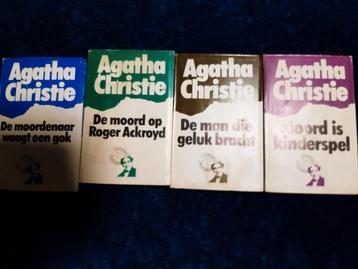 Agatha
Christie
De moordenaar
waagt een gok
Agatha
Christie
De moord op
Roger Ackroyd
Agatha
Christie
De man die
geluk bracht
Agatha
Christie
Moord is
kinderspel